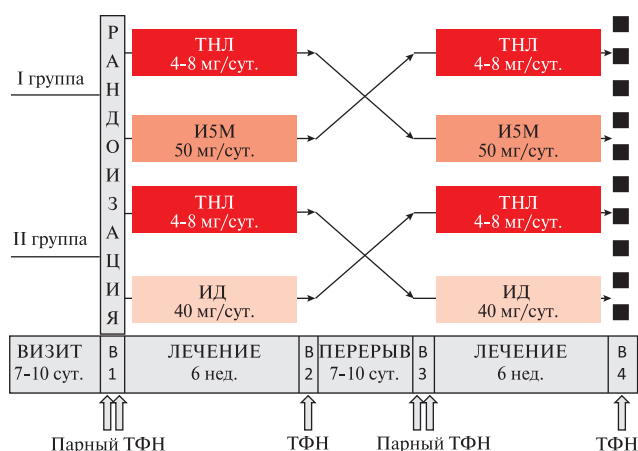 Р
А
Н
Д
О
И
З
А
Ц
И
Я
I группа
II группа
ТНЛ
4-8 мг/сут.
И5М
50 мг/сут.
ТНЛ
4-8 мг/сут.
ИД
40 мг/сут.
ТНЛ
4-8 мг/сут.
И5М
50 мг/сут.
ТНЛ
4-8 мг/сут.
ИД
40 мг/сут.
ВИЗИТ
7-10 сут.
В
1
ЛЕЧЕНИЕ
6 нед.
В
2
ПЕРЕРЫВ
7-10 сут.
В
3
ЛЕЧЕНИЕ
6 нед.
В
4
Парный ТФН
ТФН
Парный ТФН
ТФН